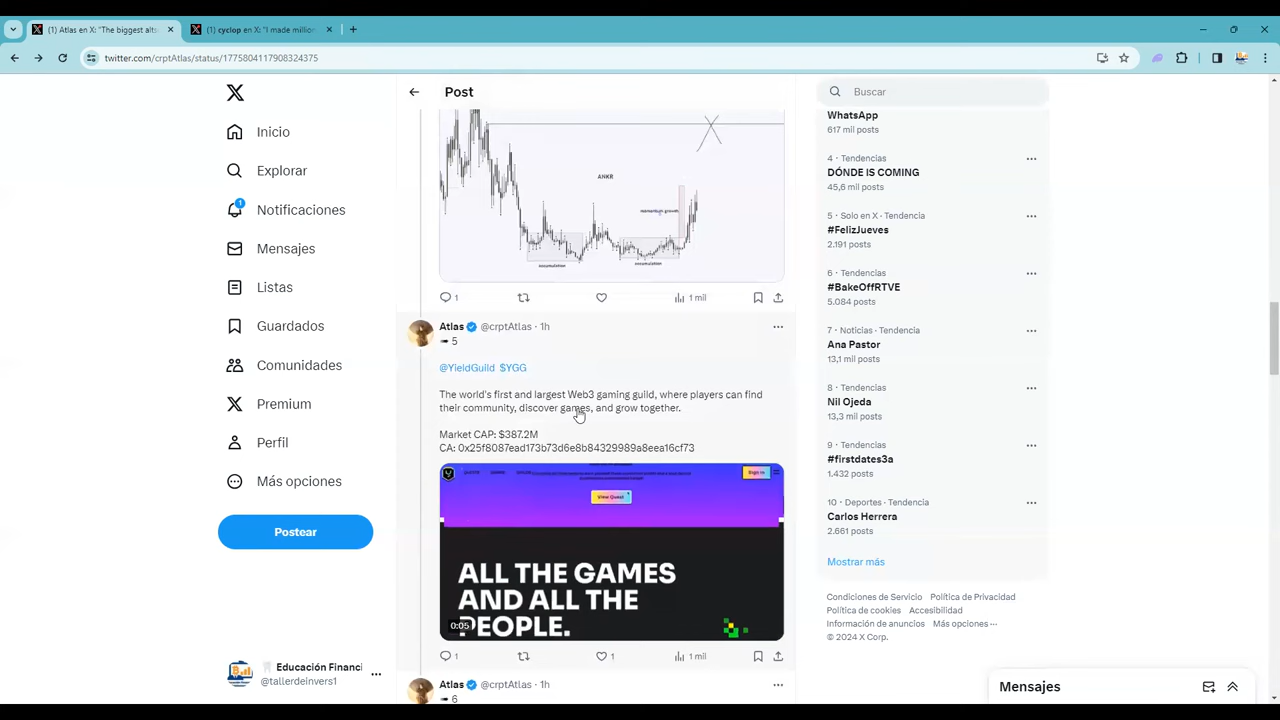 (1) Atlas en X: "The biggest alts
(1) cyclop en X: "I made million
twitter.com/crptAtlas/status/1775804117908324375
Inicio
Explorar
1
Notificaciones
Mensajes
Listas
Guardados
Comunidades
Premium
Perfil
Más opciones
Postear
Educación Financi
@tallerdeinvers1
Post
ANKR
momentum growth
accumulation
accumulation
1
1 mil
Atlas @crptAtlas · 1h
5
@YieldGuild $YGG
The world's first and largest Web3 gaming guild, where players can find
their community, discover games, and grow together.
Market CAP: $387.2M
CA: 0x25f8087ead173b73d6e8b84329989a8eea16cf73
Sign in
View Quest
ALL THE GAMES
AND ALL THE
PEOPLE.
0:05
1
1
1 mil
Atlas @crptAtlas · 1h
6
Buscar
WhatsApp
617 mil posts
4 · Tendencias
DÓNDE IS COMING
45,6 mil posts
5 · Solo en X · Tendencia
#FelizJueves
2.191 posts
6 · Tendencias
#BakeOffRTVE
5.084 posts
7 · Noticias · Tendencia
Ana Pastor
13,1 mil posts
8 · Tendencias
Nil Ojeda
13,3 mil posts
9 · Tendencias
#firstdates3a
1.432 posts
10 · Deportes · Tendencia
Carlos Herrera
2.661 posts
Mostrar más
Condiciones de Servicio Política de Privacidad
Política de cookies Accesibilidad
Información de anuncios Más opciones ···
© 2024 X Corp.
Mensajes